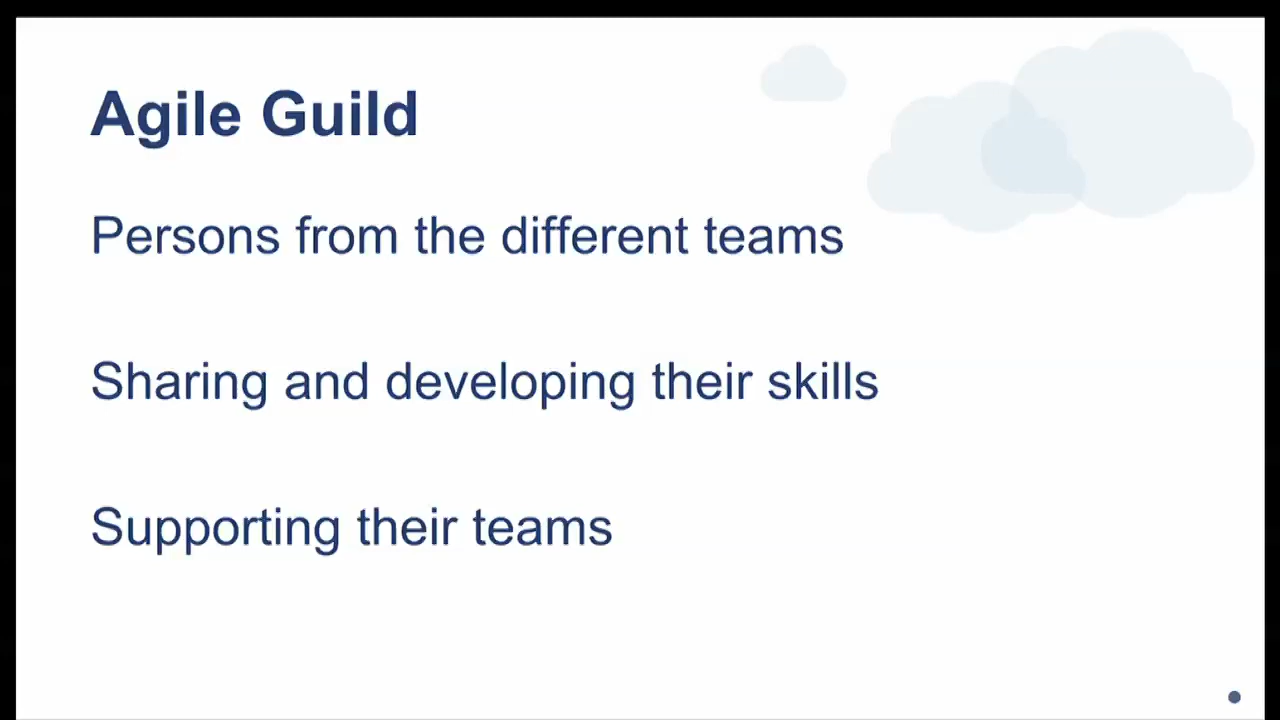 Agile Guild
Persons from the different teams
Sharing and developing their skills
Supporting their teams